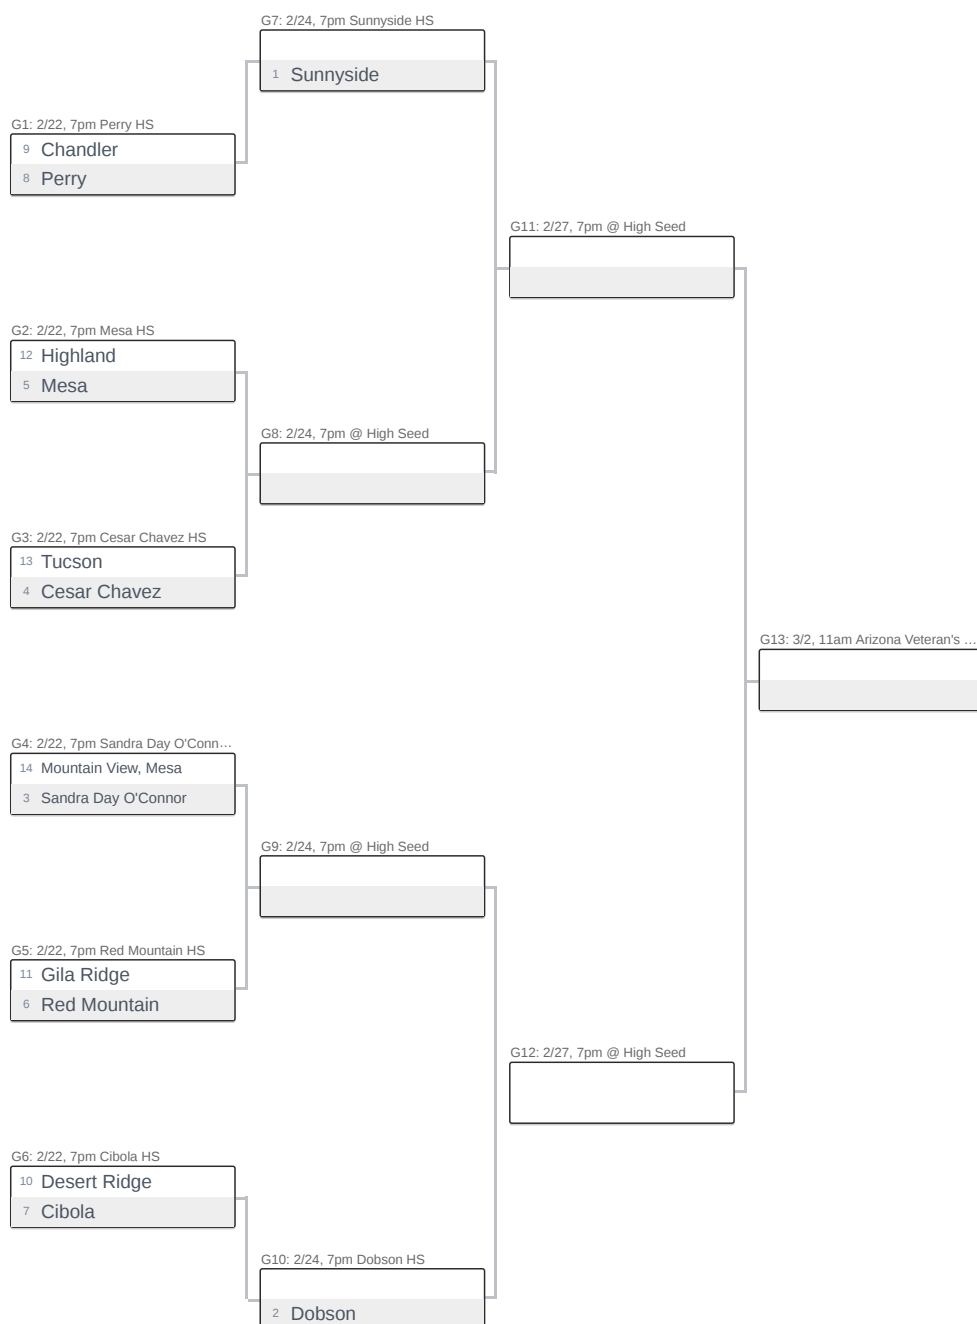 G7: 2/24, 7pm Sunnyside HS
1 Sunnyside
G1: 2/22, 7pm Perry HS
9 Chandler
8 Perry
G11: 2/27, 7pm @ High Seed
G2: 2/22, 7pm Mesa HS
12 Highland
5 Mesa
G8: 2/24, 7pm @ High Seed
G3: 2/22, 7pm Cesar Chavez HS
13 Tucson
4 Cesar Chavez
G13: 3/2, 11am Arizona Veteran's ...
G4: 2/22, 7pm Sandra Day O'Conn...
14 Mountain View, Mesa
3 Sandra Day O'Connor
G9: 2/24, 7pm @ High Seed
G5: 2/22, 7pm Red Mountain HS
11 Gila Ridge
6 Red Mountain
G12: 2/27, 7pm @ High Seed
G6: 2/22, 7pm Cibola HS
10 Desert Ridge
7 Cibola
G10: 2/24, 7pm Dobson HS
2 Dobson